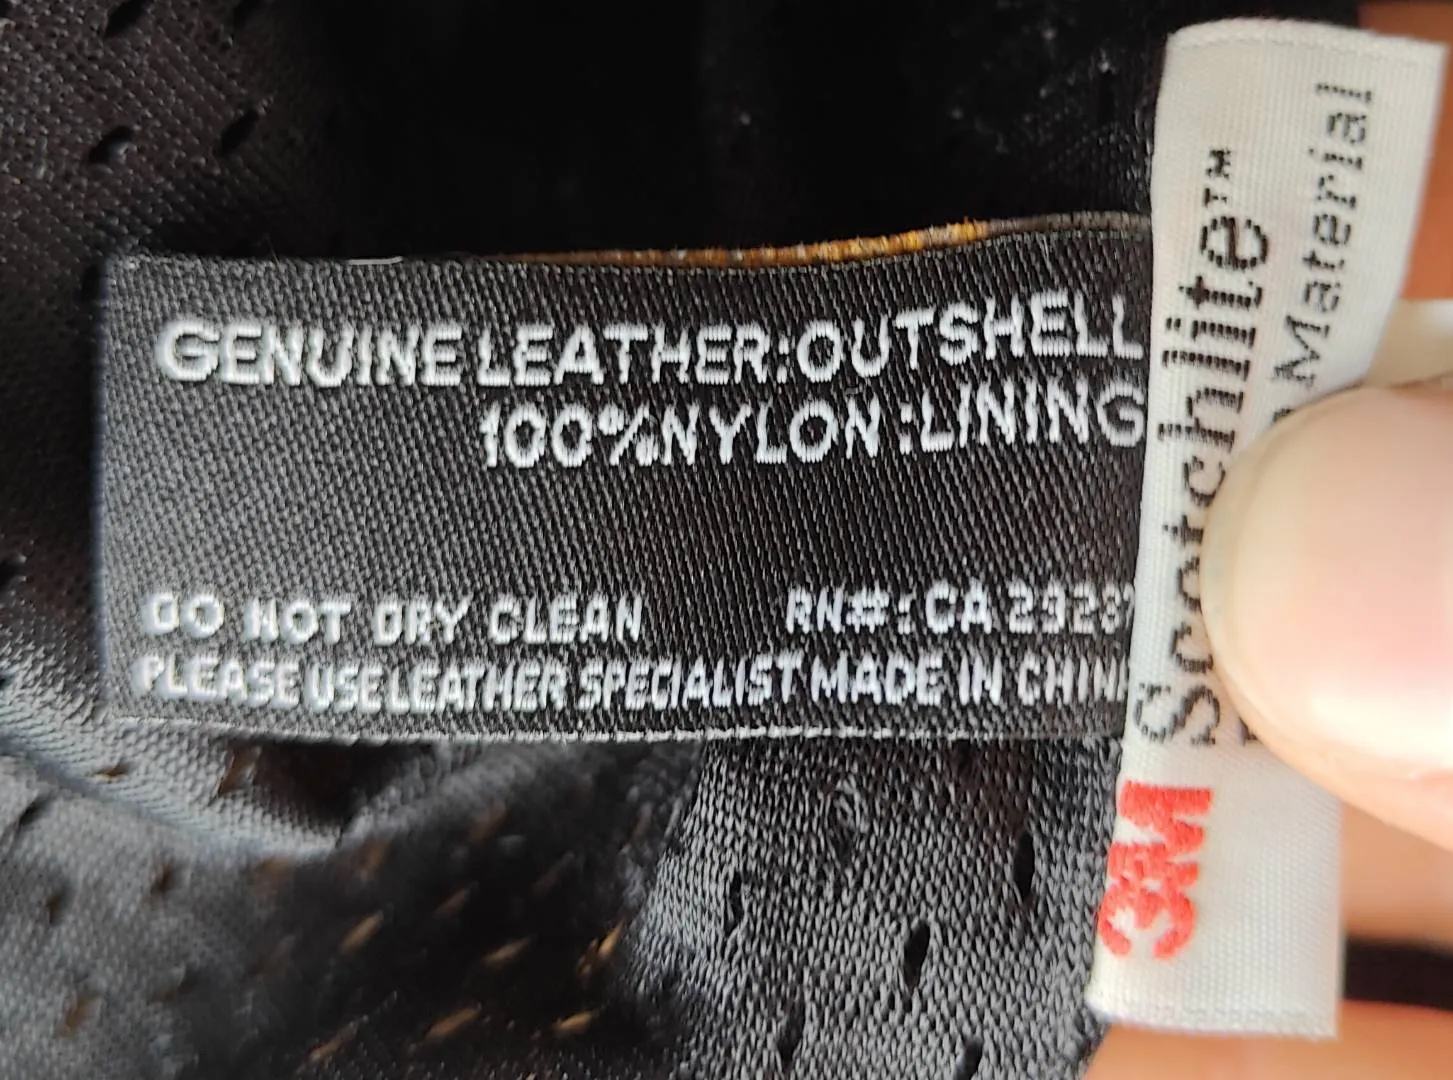 GENUINE LEATHER:OUTSHELL
100%NYLON:LINING
DO NOT DRY CLEAN RN#:CA
PLEASE USE LEATHER SPECIALIST MADE IN
3M Scotchlite™
Material